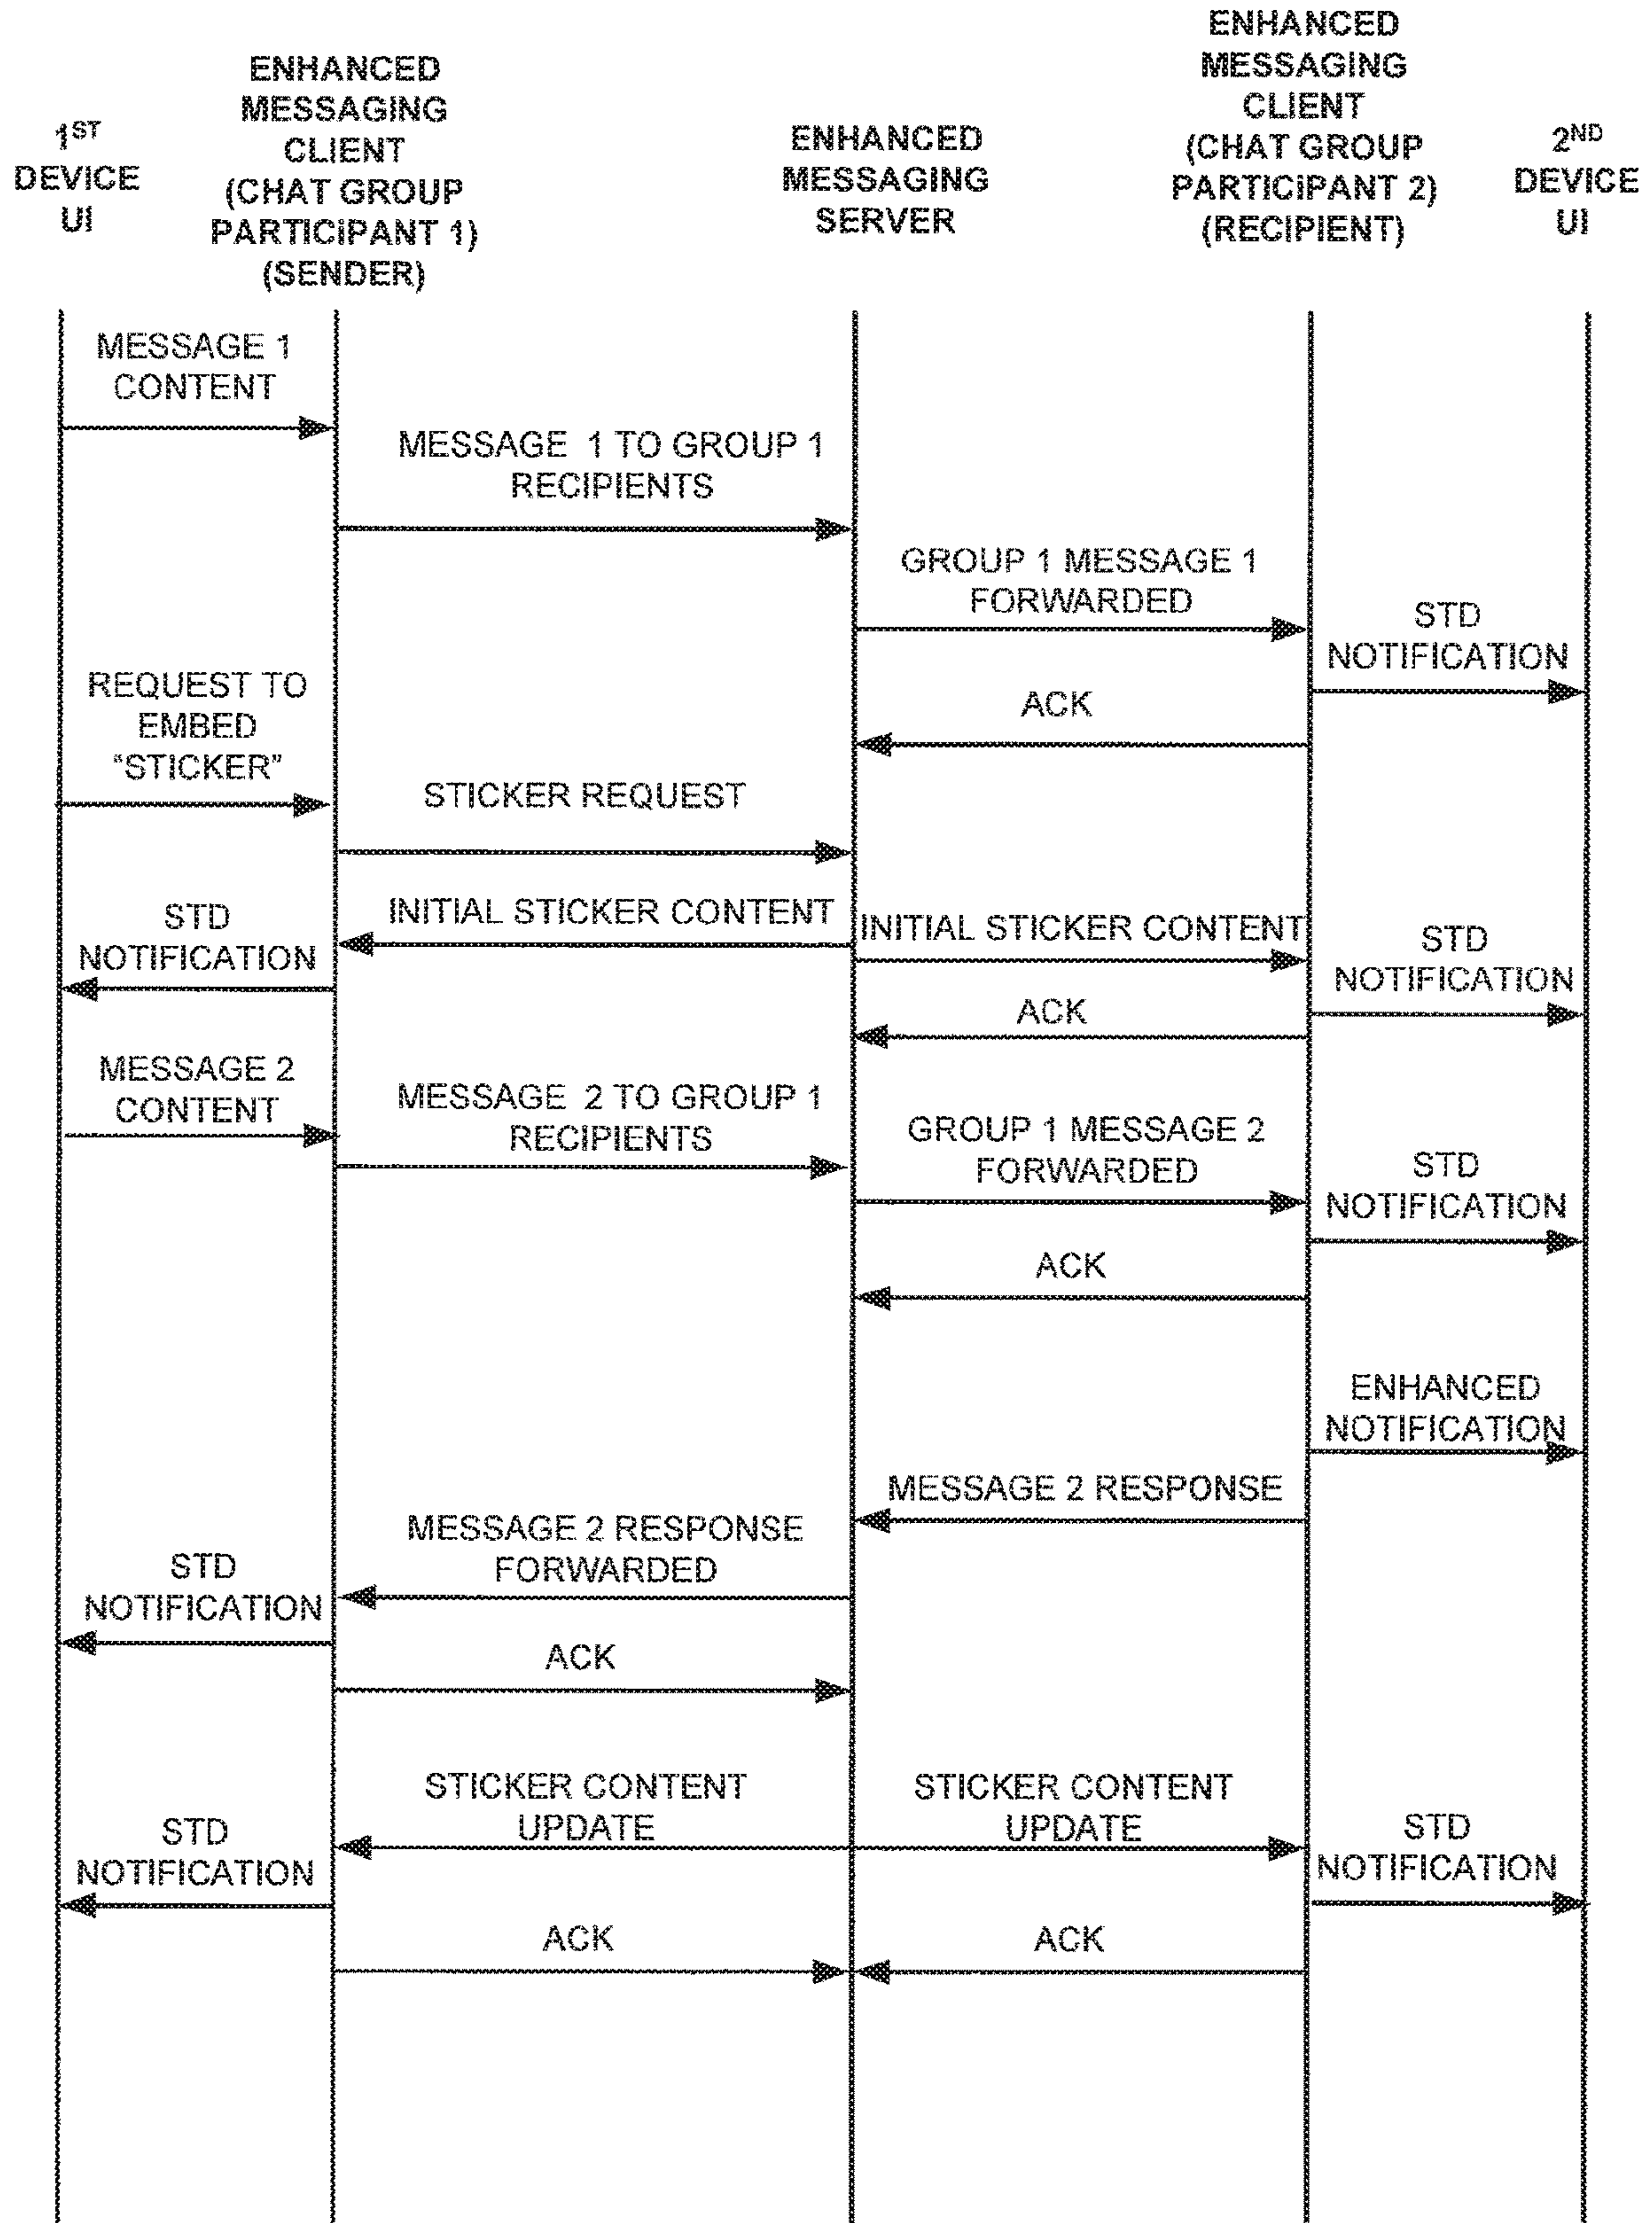 1ST
DEVICE
UI
ENHANCED
MESSAGING
CLIENT
(CHAT GROUP
PARTICIPANT 1)
(SENDER)
ENHANCED
MESSAGING
SERVER
ENHANCED
MESSAGING
CLIENT
(CHAT GROUP
PARTICIPANT 2)
(RECIPIENT)
2ND
DEVICE
UI
MESSAGE 1
CONTENT
MESSAGE 1 TO GROUP 1
RECIPIENTS
GROUP 1 MESSAGE 1
FORWARDED
STD
NOTIFICATION
ACK
REQUEST TO
EMBED
“STICKER”
STICKER REQUEST
INITIAL STICKER CONTENT
INITIAL STICKER CONTENT
STD
NOTIFICATION
STD
NOTIFICATION
ACK
MESSAGE 2
CONTENT
MESSAGE 2 TO GROUP 1
RECIPIENTS
GROUP 1 MESSAGE 2
FORWARDED
STD
NOTIFICATION
ACK
ENHANCED
NOTIFICATION
MESSAGE 2 RESPONSE
MESSAGE 2 RESPONSE
FORWARDED
STD
NOTIFICATION
ACK
STICKER CONTENT
UPDATE
STICKER CONTENT
UPDATE
STD
NOTIFICATION
STD
NOTIFICATION
ACK
ACK